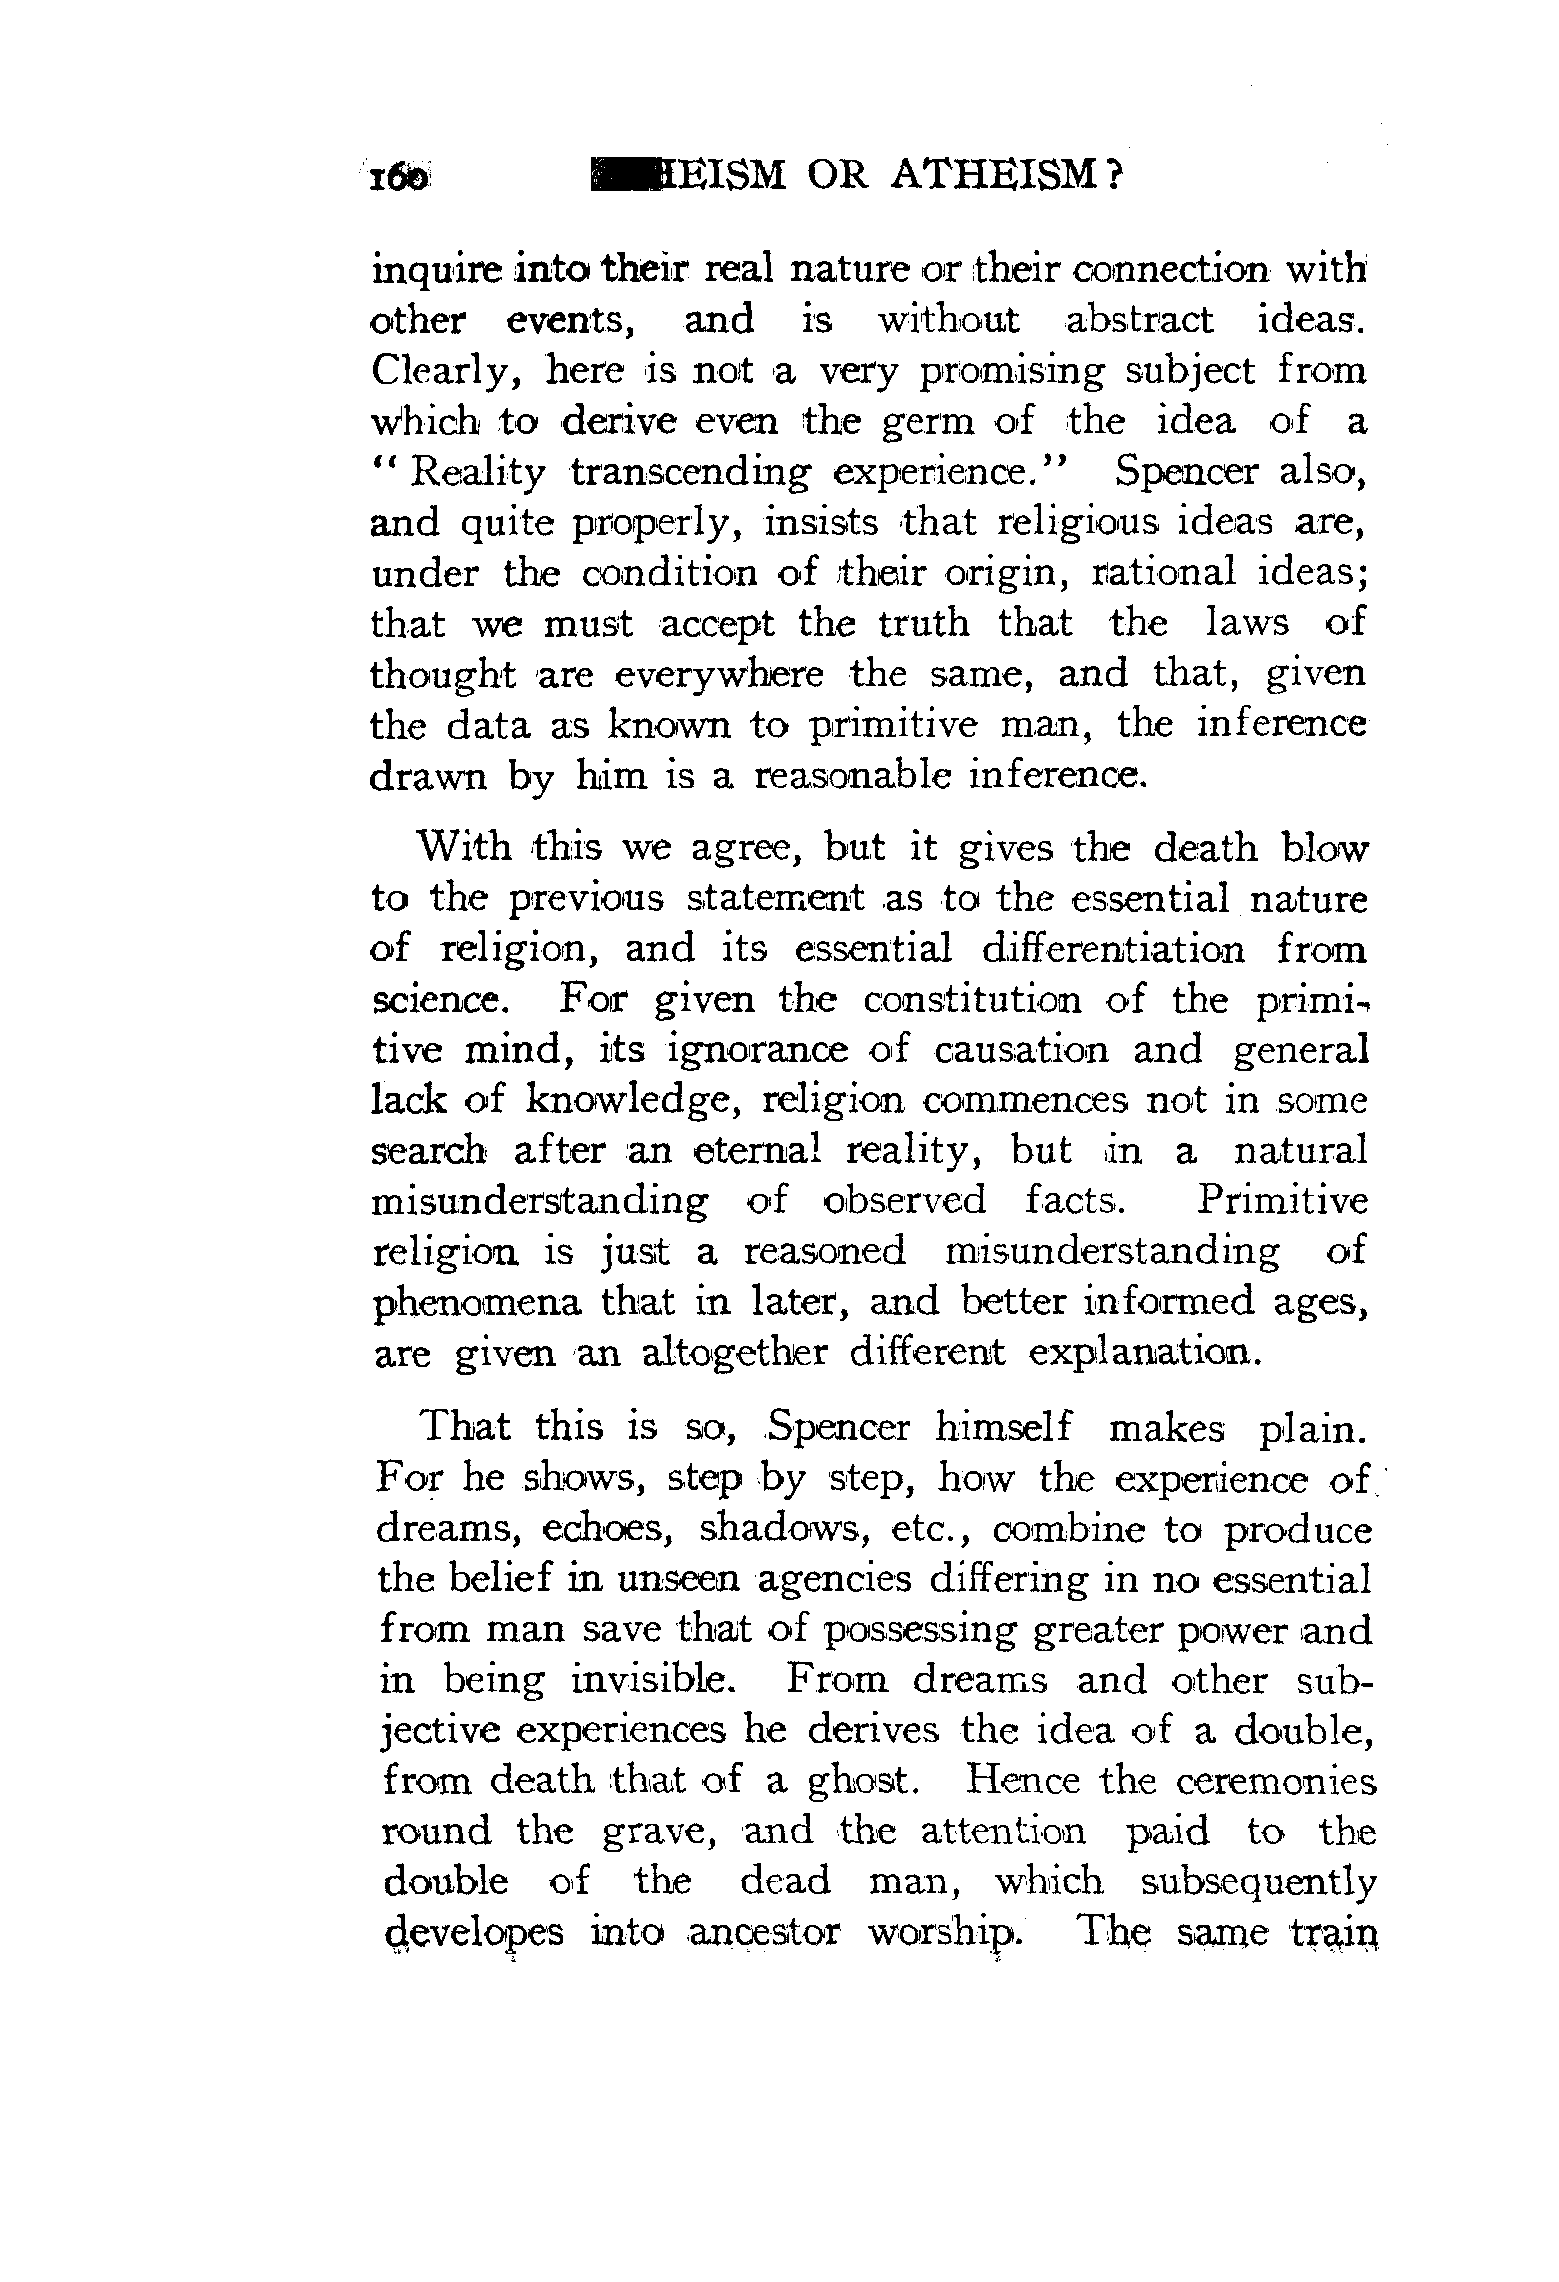 160 THEISM OR ATHEISM?
inquire into their real nature or their connection with
other events, and is without abstract ideas.
Clearly, here is not a very promising subject from
which to derive even the germ of the idea of a
“ Reality transcending experience.” Spencer also,
and quite properly, insists that religious ideas are,
under the condition of their origin, rational ideas;
that we must accept the truth that the laws of
thought are everywhere the same, and that, given
the data as known to primitive man, the inference
drawn by him is a reasonable inference.
With this we agree, but it gives the death blow
to the previous statement as to the essential nature
of religion, and its essential differentiation from
science. For given the constitution of the primi-
tive mind, its ignorance of causation and general
lack of knowledge, religion commences not in some
search after an eternal reality, but in a natural
misunderstanding of observed facts. Primitive
religion is just a reasoned misunderstanding of
phenomena that in later, and better informed ages,
are given an altogether different explanation.
That this is so, Spencer himself makes plain.
For he shows, step by step, how the experience of
dreams, echoes, shadows, etc., combine to produce
the belief in unseen agencies differing in no essential
from man save that of possessing greater power and
in being invisible. From dreams and other sub-
jective experiences he derives the idea of a double,
from death that of a ghost. Hence the ceremonies
round the grave, and the attention paid to the
double of the dead man, which subsequently
developes into ancestor worship. The same train